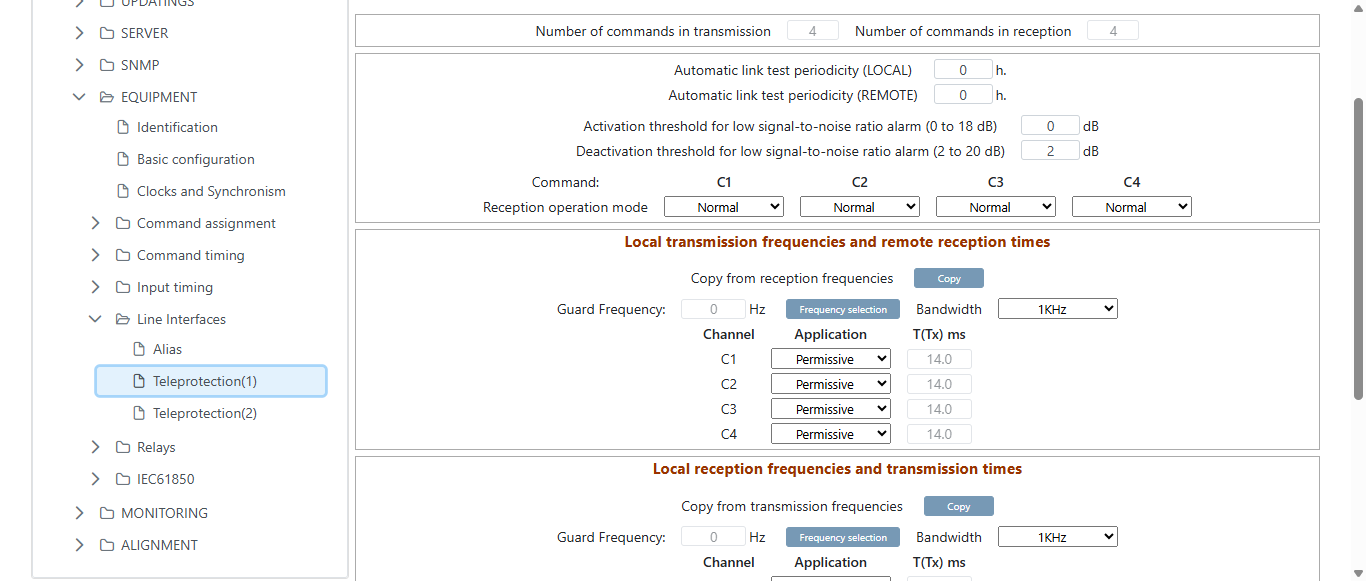 UPDATINGS
SERVER
SNMP
EQUIPMENT
Identification
Basic configuration
Clocks and Synchronism
Command assignment
Command timing
Input timing
Line Interfaces
Alias
Teleprotection(1)
Teleprotection(2)
Relays
IEC61850
MONITORING
ALIGNMENT
Number of commands in transmission 4 Number of commands in reception 4
Automatic link test periodicity (LOCAL) 0 h.
Automatic link test periodicity (REMOTE) 0 h.
Activation threshold for low signal-to-noise ratio alarm (0 to 18 dB) 0 dB
Deactivation threshold for low signal-to-noise ratio alarm (2 to 20 dB) 2 dB
Command: C1 C2 C3 C4
Reception operation mode Normal Normal Normal Normal
Local transmission frequencies and remote reception times
Copy from reception frequencies Copy
Guard Frequency: 0 Hz Frequency selection Bandwidth 1KHz
Channel Application T(Tx) ms
C1 Permissive 14.0
C2 Permissive 14.0
C3 Permissive 14.0
C4 Permissive 14.0
Local reception frequencies and transmission times
Copy from transmission frequencies Copy
Guard Frequency: 0 Hz Frequency selection Bandwidth 1KHz
Channel Application T(Tx) ms